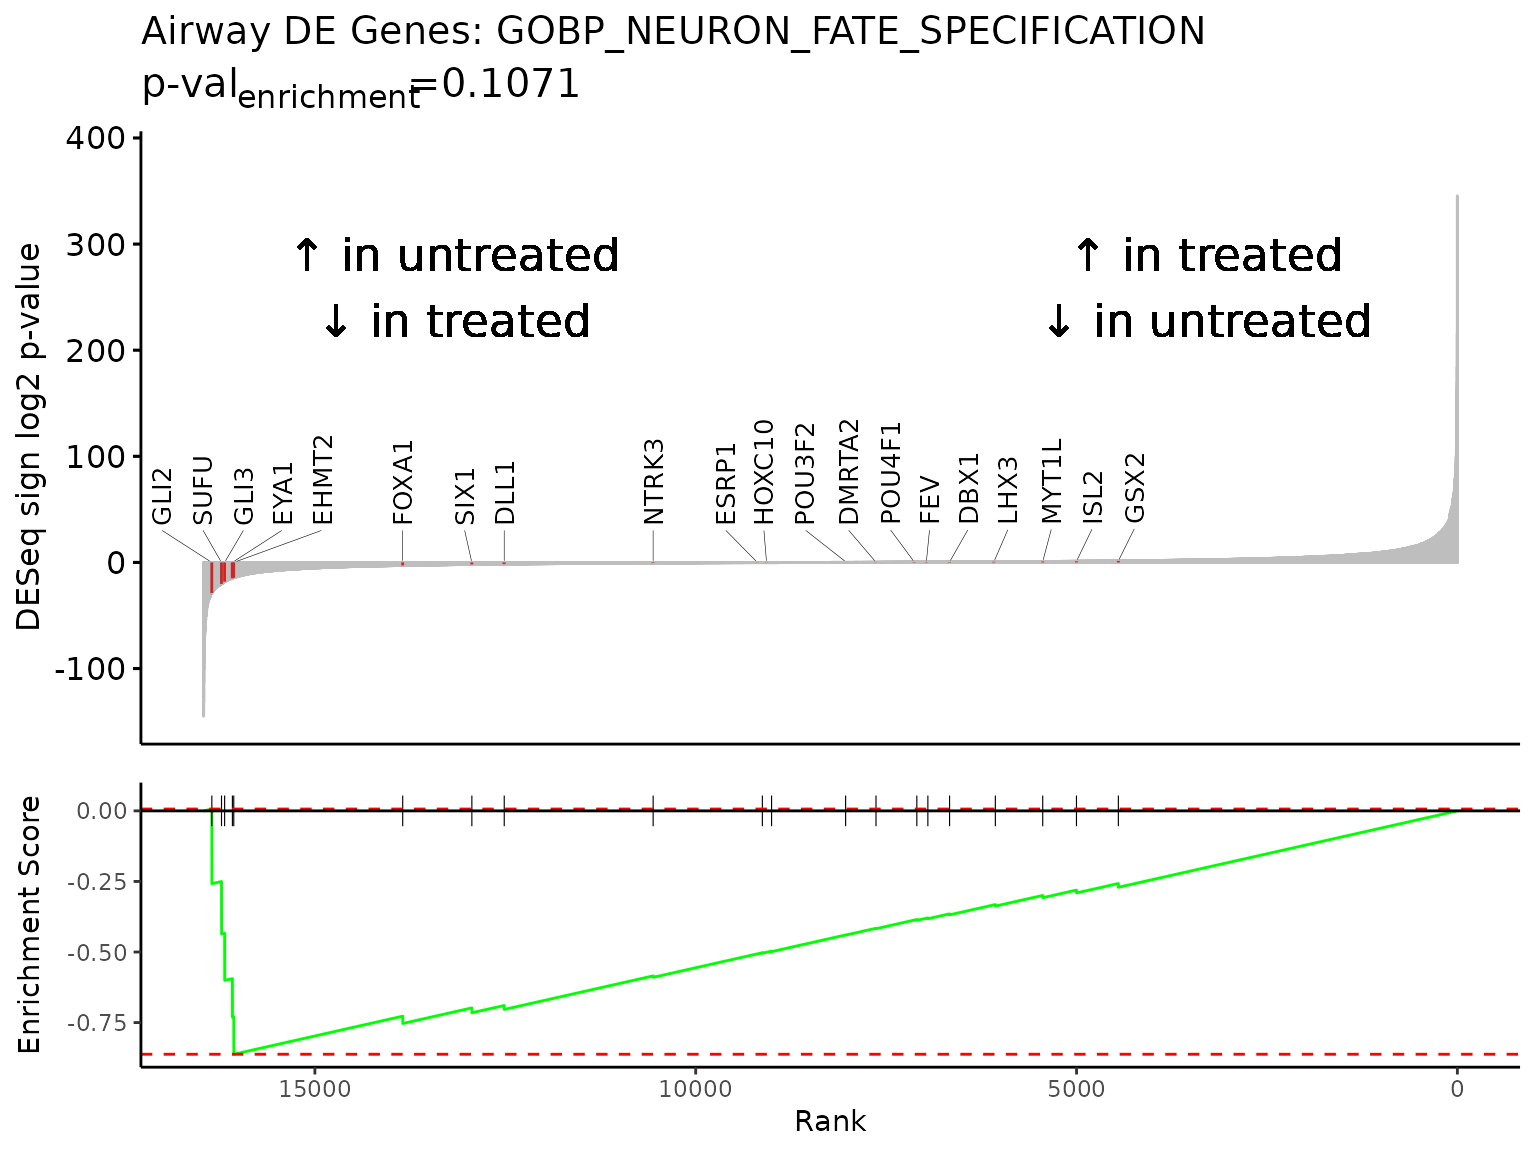 Airway DE Genes: GOBP_NEURON_FATE_SPECIFICATION
p-val enrichment=0.1071
DESeq sign log2 p-value
400
300
200
100
0
-100
↑ in untreated
↓ in treated
↑ in treated
↓ in untreated
GLI2
SUFU
GLI3
EYA1
EHMT2
FOXA1
SIX1
DLL1
NTRK3
ESRP1
HOXC10
POU3F2
DMRTA2
POU4F1
FEV
DBX1
LHX3
MYT1L
ISL2
GSX2
Enrichment Score
0.00
-0.25
-0.50
-0.75
15000
10000
5000
0
Rank